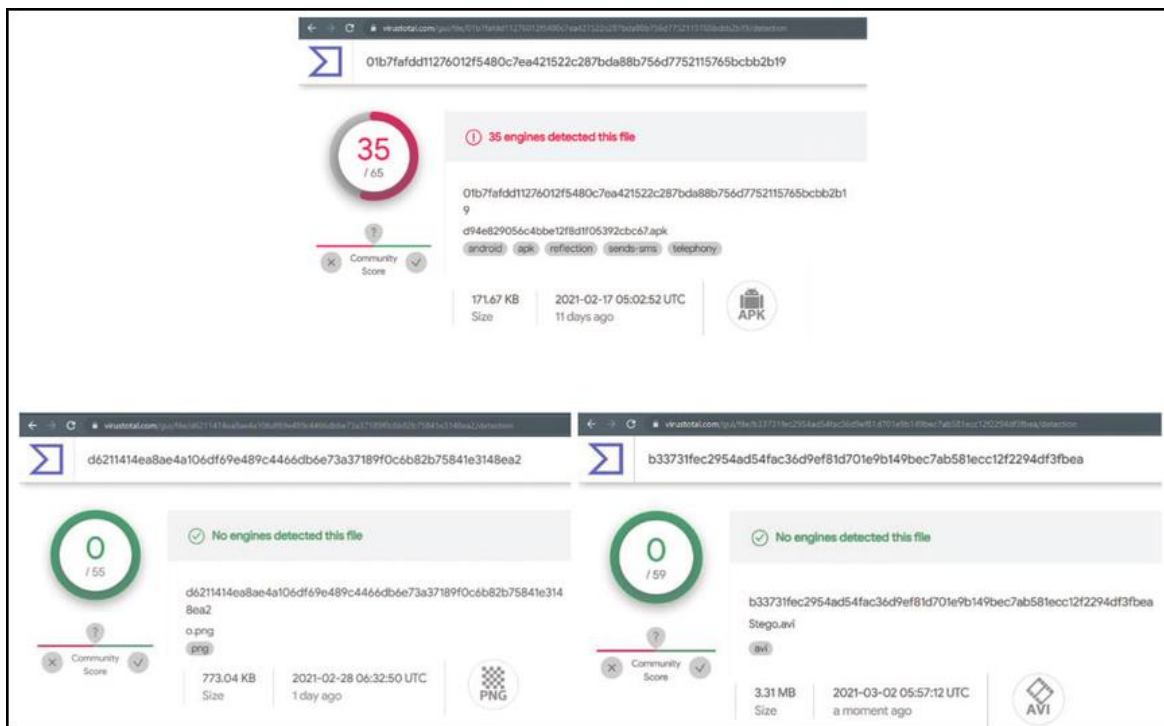 01b7fafdd11276012f5480c7ea421522c287bda88b756d7752115765bcbb2b19
35
/ 65
35 engines detected this file
01b7fafdd11276012f5480c7ea421522c287bda88b756d7752115765bcbb2b1
9
d94e829056c4bbe12f8d1f05392cbc67.apk
android apk reflection sends-sms telephony
?
Community
Score
171.67 KB
Size
2021-02-17 05:02:52 UTC
11 days ago
APK
d6211414ea8ae4a106df69e489c4466db6e73a37189f0c6b82b75841e3148ea2
0
/ 55
No engines detected this file
d6211414ea8ae4a106df69e489c4466db6e73a37189f0c6b82b75841e314
8ea2
o.png
png
?
Community
Score
773.04 KB
Size
2021-02-28 06:32:50 UTC
1 day ago
PNG
b33731fec2954ad54fac36d9ef81d701e9b149bec7ab581ecc12f2294df3fbea
0
/ 59
No engines detected this file
b33731fec2954ad54fac36d9ef81d701e9b149bec7ab581ecc12f2294df3fbea
Stego.avi
avi
?
Community
Score
3.31 MB
Size
2021-03-02 05:57:12 UTC
a moment ago
AVI